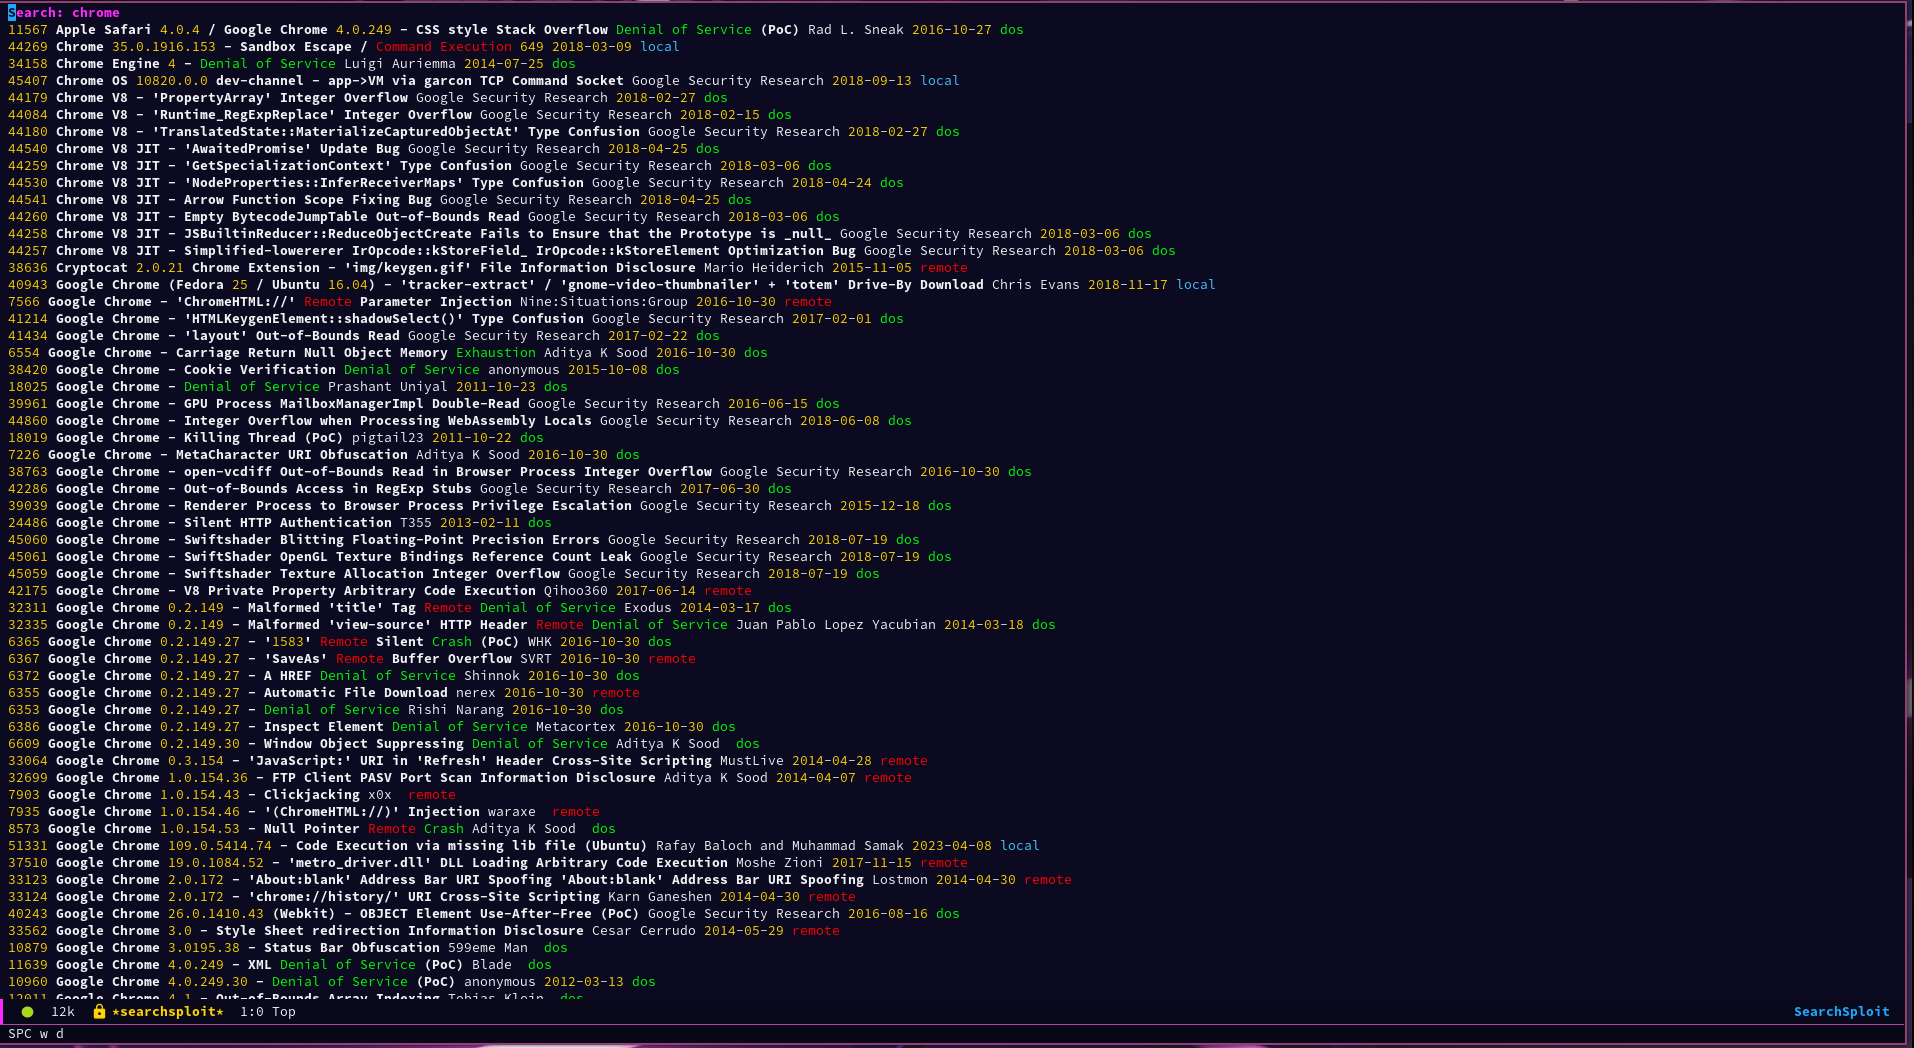 Search: chrome
11567 Apple Safari 4.0.4 / Google Chrome 4.0.249 - CSS style Stack Overflow Denial of Service (PoC) Rad L. Sneak 2016-10-27 dos
44269 Chrome 35.0.1916.153 - Sandbox Escape / Command Execution 649 2018-03-09 local
34158 Chrome Engine 4 - Denial of Service Luigi Auriemma 2014-07-25 dos
45407 Chrome OS 10820.0.0 dev-channel - app->VM via garcon TCP Command Socket Google Security Research 2018-09-13 local
44179 Chrome V8 - 'PropertyArray' Integer Overflow Google Security Research 2018-02-27 dos
44084 Chrome V8 - 'Runtime_RegExpReplace' Integer Overflow Google Security Research 2018-02-15 dos
44180 Chrome V8 - 'TranslatedState::MaterializeCapturedObjectAt' Type Confusion Google Security Research 2018-02-27 dos
44540 Chrome V8 JIT - 'AwaitedPromise' Update Bug Google Security Research 2018-04-25 dos
44259 Chrome V8 JIT - 'GetSpecializationContext' Type Confusion Google Security Research 2018-03-06 dos
44530 Chrome V8 JIT - 'NodeProperties::InferReceiverMaps' Type Confusion Google Security Research 2018-04-24 dos
44541 Chrome V8 JIT - Arrow Function Scope Fixing Bug Google Security Research 2018-04-25 dos
44260 Chrome V8 JIT - Empty BytecodeJumpTable Out-of-Bounds Read Google Security Research 2018-03-06 dos
44258 Chrome V8 JIT - JSBuiltinReducer::ReduceObjectCreate Fails to Ensure that the Prototype is _null_ Google Security Research 2018-03-06 dos
44257 Chrome V8 JIT - Simplified-lowererer IrOpcode::kStoreField_ IrOpcode::kStoreElement Optimization Bug Google Security Research 2018-03-06 dos
38636 Cryptocat 2.0.21 Chrome Extension - 'img/keygen.gif' File Information Disclosure Mario Heiderich 2015-11-05 remote
40943 Google Chrome (Fedora 25 / Ubuntu 16.04) - 'tracker-extract' / 'gnome-video-thumbnailer' + 'totem' Drive-By Download Chris Evans 2018-11-17 local
7566 Google Chrome - 'ChromeHTML://' Remote Parameter Injection Nine:Situations:Group 2016-10-30 remote
41214 Google Chrome - 'HTMLKeygenElement::shadowSelect()' Type Confusion Google Security Research 2017-02-01 dos
41434 Google Chrome - 'layout' Out-of-Bounds Read Google Security Research 2017-02-22 dos
6554 Google Chrome - Carriage Return Null Object Memory Exhaustion Aditya K Sood 2016-10-30 dos
38420 Google Chrome - Cookie Verification Denial of Service anonymous 2015-10-08 dos
18025 Google Chrome - Denial of Service Prashant Uniyal 2011-10-23 dos
39961 Google Chrome - GPU Process MailboxManagerImpl Double-Read Google Security Research 2016-06-15 dos
44860 Google Chrome - Integer Overflow when Processing WebAssembly Locals Google Security Research 2018-06-08 dos
18019 Google Chrome - Killing Thread (PoC) pigtail23 2011-10-22 dos
7226 Google Chrome - MetaCharacter URI Obfuscation Aditya K Sood 2016-10-30 dos
38763 Google Chrome - open-vcdiff Out-of-Bounds Read in Browser Process Integer Overflow Google Security Research 2016-10-30 dos
42286 Google Chrome - Out-of-Bounds Access in RegExp Stubs Google Security Research 2017-06-30 dos
39039 Google Chrome - Renderer Process to Browser Process Privilege Escalation Google Security Research 2015-12-18 dos
24486 Google Chrome - Silent HTTP Authentication T355 2013-02-11 dos
45060 Google Chrome - Swiftshader Blitting Floating-Point Precision Errors Google Security Research 2018-07-19 dos
45061 Google Chrome - SwiftShader OpenGL Texture Bindings Reference Count Leak Google Security Research 2018-07-19 dos
45059 Google Chrome - Swiftshader Texture Allocation Integer Overflow Google Security Research 2018-07-19 dos
42175 Google Chrome - V8 Private Property Arbitrary Code Execution Qihoo360 2017-06-14 remote
32311 Google Chrome 0.2.149 - Malformed 'title' Tag Remote Denial of Service Exodus 2014-03-17 dos
32335 Google Chrome 0.2.149 - Malformed 'view-source' HTTP Header Remote Denial of Service Juan Pablo Lopez Yacubian 2014-03-18 dos
6365 Google Chrome 0.2.149.27 - '1583' Remote Silent Crash (PoC) WHK 2016-10-30 dos
6367 Google Chrome 0.2.149.27 - 'SaveAs' Remote Buffer Overflow SVRT 2016-10-30 remote
6372 Google Chrome 0.2.149.27 - A HREF Denial of Service Shinnok 2016-10-30 dos
6355 Google Chrome 0.2.149.27 - Automatic File Download nerex 2016-10-30 remote
6353 Google Chrome 0.2.149.27 - Denial of Service Rishi Narang 2016-10-30 dos
6386 Google Chrome 0.2.149.27 - Inspect Element Denial of Service Metacortex 2016-10-30 dos
6609 Google Chrome 0.2.149.30 - Window Object Suppressing Denial of Service Aditya K Sood  dos
33064 Google Chrome 0.3.154 - 'JavaScript:' URI in 'Refresh' Header Cross-Site Scripting MustLive 2014-04-28 remote
32699 Google Chrome 1.0.154.36 - FTP Client PASV Port Scan Information Disclosure Aditya K Sood 2014-04-07 remote
7903 Google Chrome 1.0.154.43 - Clickjacking x0x  remote
7935 Google Chrome 1.0.154.46 - '(ChromeHTML://)' Injection waraxe  remote
8573 Google Chrome 1.0.154.53 - Null Pointer Remote Crash Aditya K Sood  dos
51331 Google Chrome 109.0.5414.74 - Code Execution via missing lib file (Ubuntu) Rafay Baloch and Muhammad Samak 2023-04-08 local
37510 Google Chrome 19.0.1084.52 - 'metro_driver.dll' DLL Loading Arbitrary Code Execution Moshe Zioni 2017-11-15 remote
33123 Google Chrome 2.0.172 - 'About:blank' Address Bar URI Spoofing 'About:blank' Address Bar URI Spoofing Lostmon 2014-04-30 remote
33124 Google Chrome 2.0.172 - 'chrome://history/' URI Cross-Site Scripting Karn Ganeshen 2014-04-30 remote
40243 Google Chrome 26.0.1410.43 (Webkit) - OBJECT Element Use-After-Free (PoC) Google Security Research 2016-08-16 dos
33562 Google Chrome 3.0 - Style Sheet redirection Information Disclosure Cesar Cerrudo 2014-05-29 remote
10879 Google Chrome 3.0195.38 - Status Bar Obfuscation 599eme Man  dos
11639 Google Chrome 4.0.249 - XML Denial of Service (PoC) Blade  dos
10960 Google Chrome 4.0.249.30 - Denial of Service (PoC) anonymous 2012-03-13 dos
12011 Google Chrome 4.1 - Out-of-Bounds Array Indexing Tobias Klein  dos
12k *searchsploit* 1:0 Top SearchSploit
SPC w d